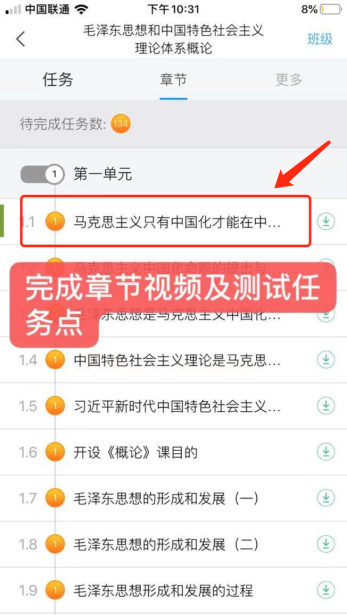 中国联通 下午10:31 8%
毛泽东思想和中国特色社会主义
理论体系概论
班级
任务 章节 更多
待完成任务数: 134
1 第一单元
1.1 1 马克思主义只有中国化才能在中...
完成章节视频及测试任
务点
毛泽东思想是马克思主义中国化...
1.4 1 中国特色社会主义理论是马克思...
1.5 1 习近平新时代中国特色社会主义...
1.6 1 开设《概论》课目的
1.7 1 毛泽东思想的形成和发展（一）
1.8 1 毛泽东思想的形成和发展（二）
1.9 1 毛泽东思想形成和发展的过程